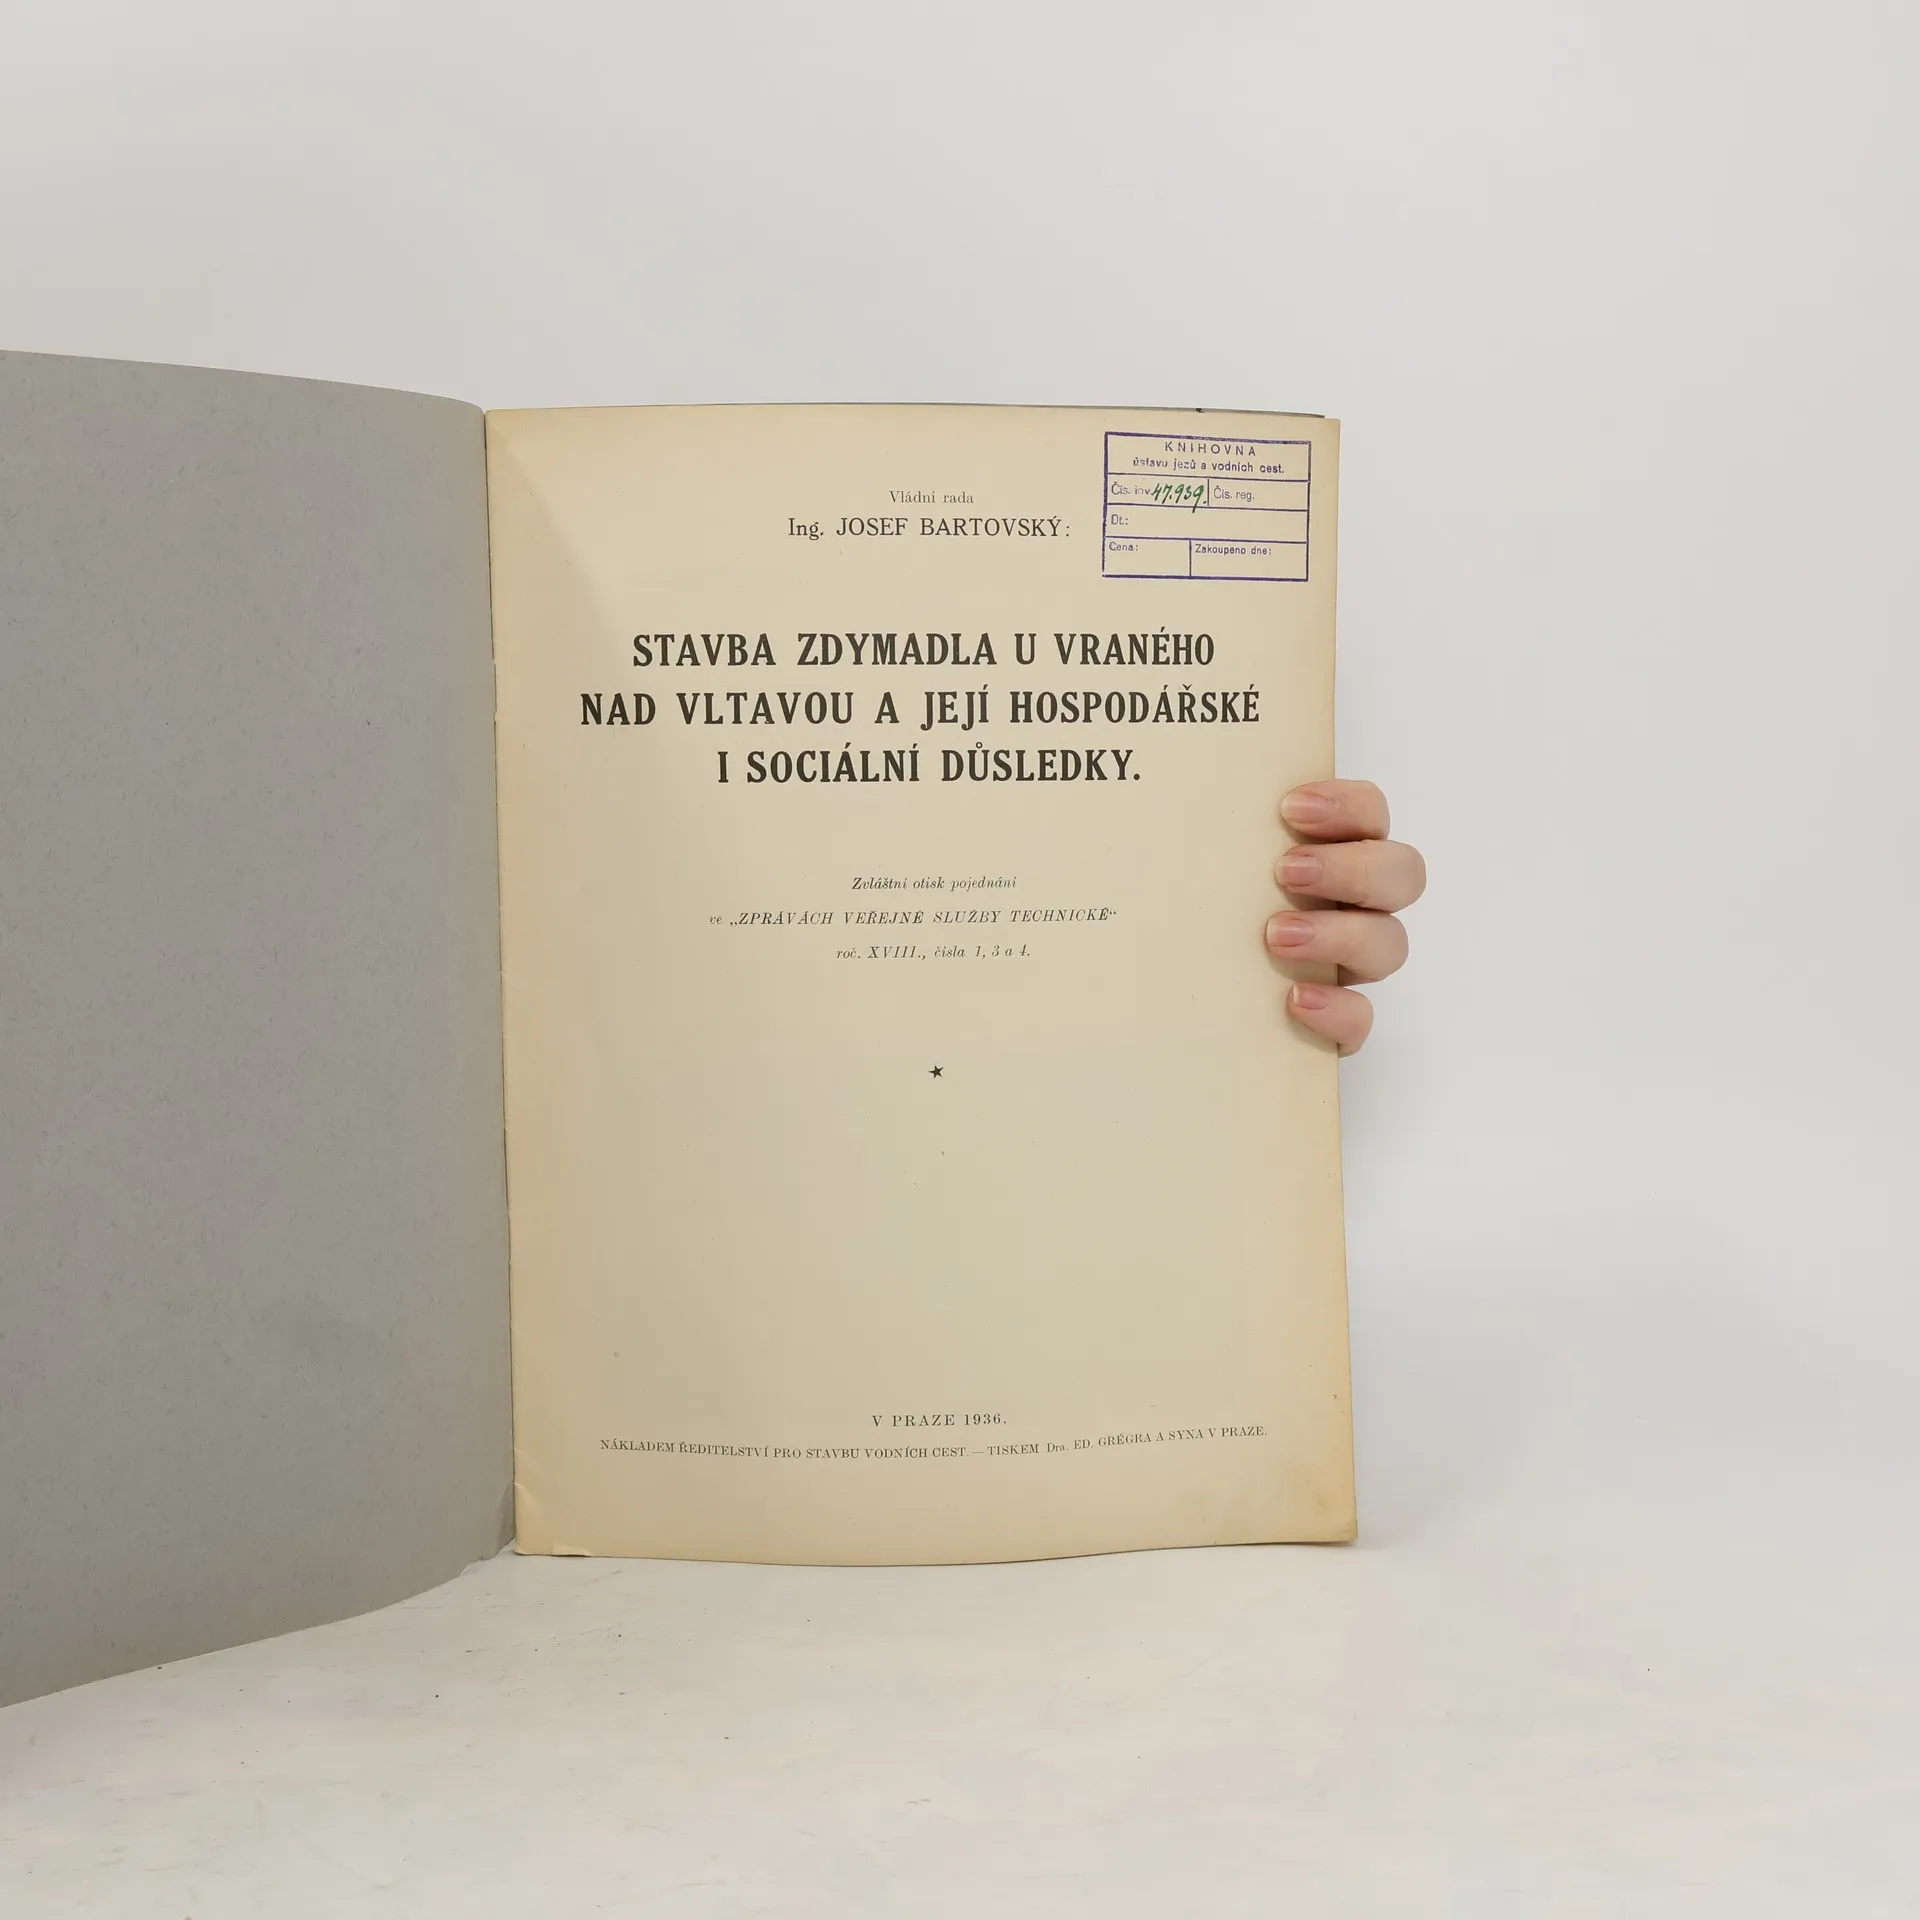 KNIHOVNA
ústavu jezů a vodních cest.
Čís. inv. 47.939. Čís. reg.
Dt.:
Cena: Zakoupeno dne:
Vládní rada
Ing. JOSEF BARTOVSKÝ:
STAVBA ZDYMADLA U VRANÉHO
NAD VLTAVOU A JEJÍ HOSPODÁŘSKÉ
I SOCIÁLNÍ DŮSLEDKY.
Zvláštní otisk pojednání
ve „ZPRÁVÁCH VEŘEJNÉ SLUŽBY TECHNICKÉ“
roč. XVIII., čísla 1, 3 a 4.
V PRAZE 1936.
NÁKLADEM ŘEDITELSTVÍ PRO STAVBU VODNÍCH CEST. — TISKEM Dra. ED. GRÉGRA A SYNA V PRAZE.